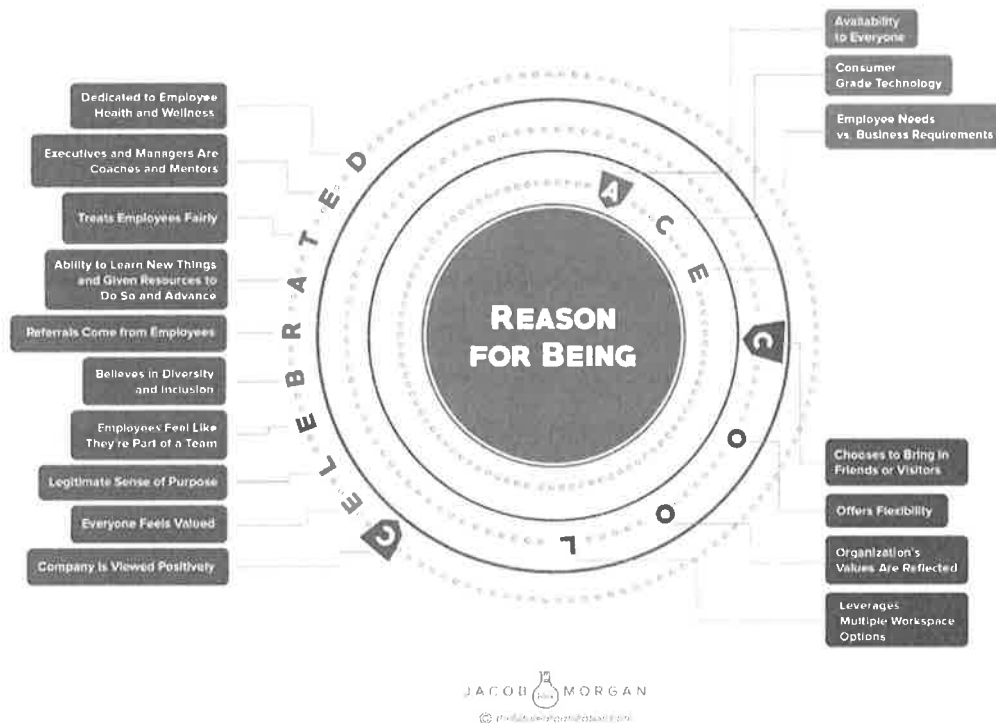 Availability
to Everyone
Consumer
Grade Technology
Employee Needs
vs. Business Requirements
Dedicated to Employee
Health and Wellness
Executives and Managers Are
Coaches and Mentors
Treats Employees Fairly
Ability to Learn New Things
and Given Resources to
Do So and Advance
Referrals Come from Employees
Believes in Diversity
and Inclusion
Employees Feel Like
They're Part of a Team
Legitimate Sense of Purpose
Everyone Feels Valued
Company Is Viewed Positively
CELEBRATED
ACE
COOL
REASON
FOR BEING
Chooses to Bring In
Friends or Visitors
Offers Flexibility
Organization's
Values Are Reflected
Leverages
Multiple Workspace
Options
JACOB MORGAN
©